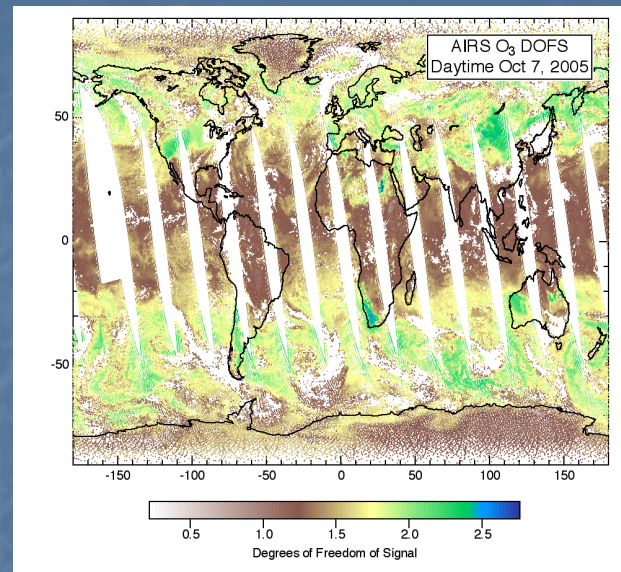 AIRS O3 DOFS
Daytime Oct 7, 2005
50
0
-50
-150 -100 -50 0 50 100 150
0.5 1.0 1.5 2.0 2.5
Degrees of Freedom of Signal